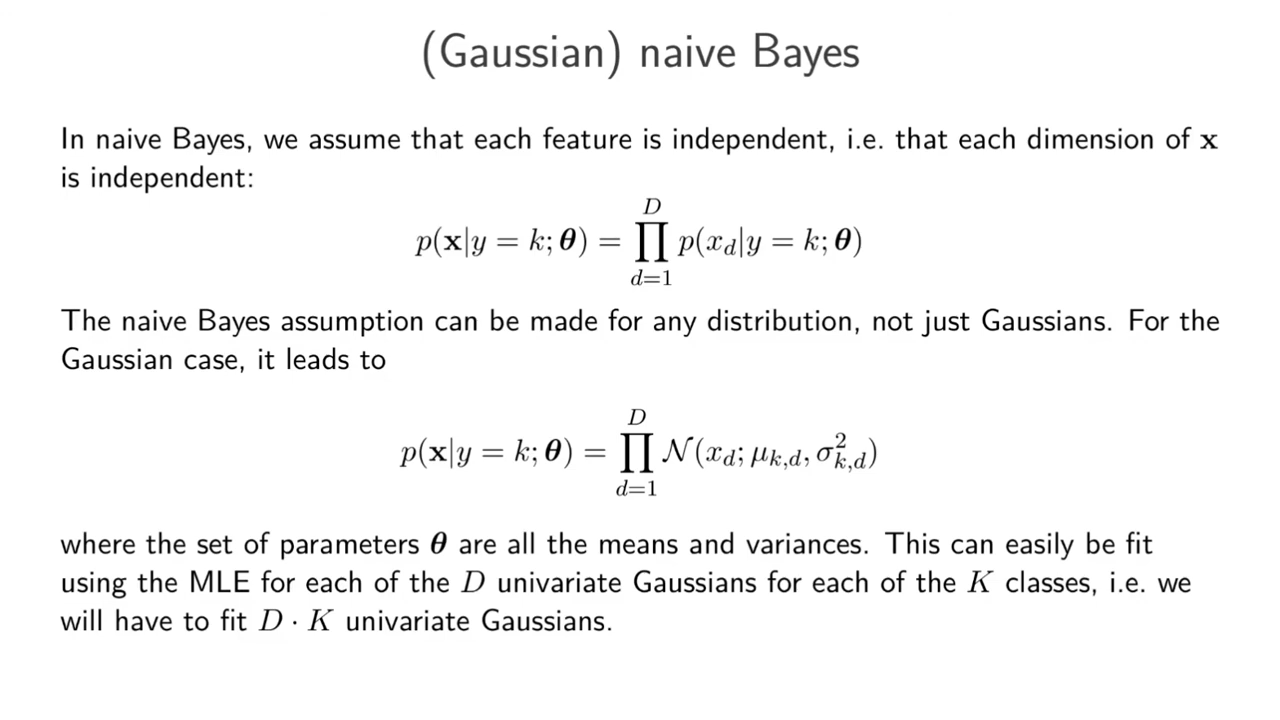 (Gaussian) naive Bayes
In naive Bayes, we assume that each feature is independent, i.e. that each dimension of x
is independent:
p(x|y = k; θ) = ∏_{d=1}^{D} p(x_d|y = k; θ)
The naive Bayes assumption can be made for any distribution, not just Gaussians. For the
Gaussian case, it leads to
p(x|y = k; θ) = ∏_{d=1}^{D} 𝒩(x_d; μ_{k,d}, σ²_{k,d})
where the set of parameters θ are all the means and variances. This can easily be fit
using the MLE for each of the D univariate Gaussians for each of the K classes, i.e. we
will have to fit D · K univariate Gaussians.